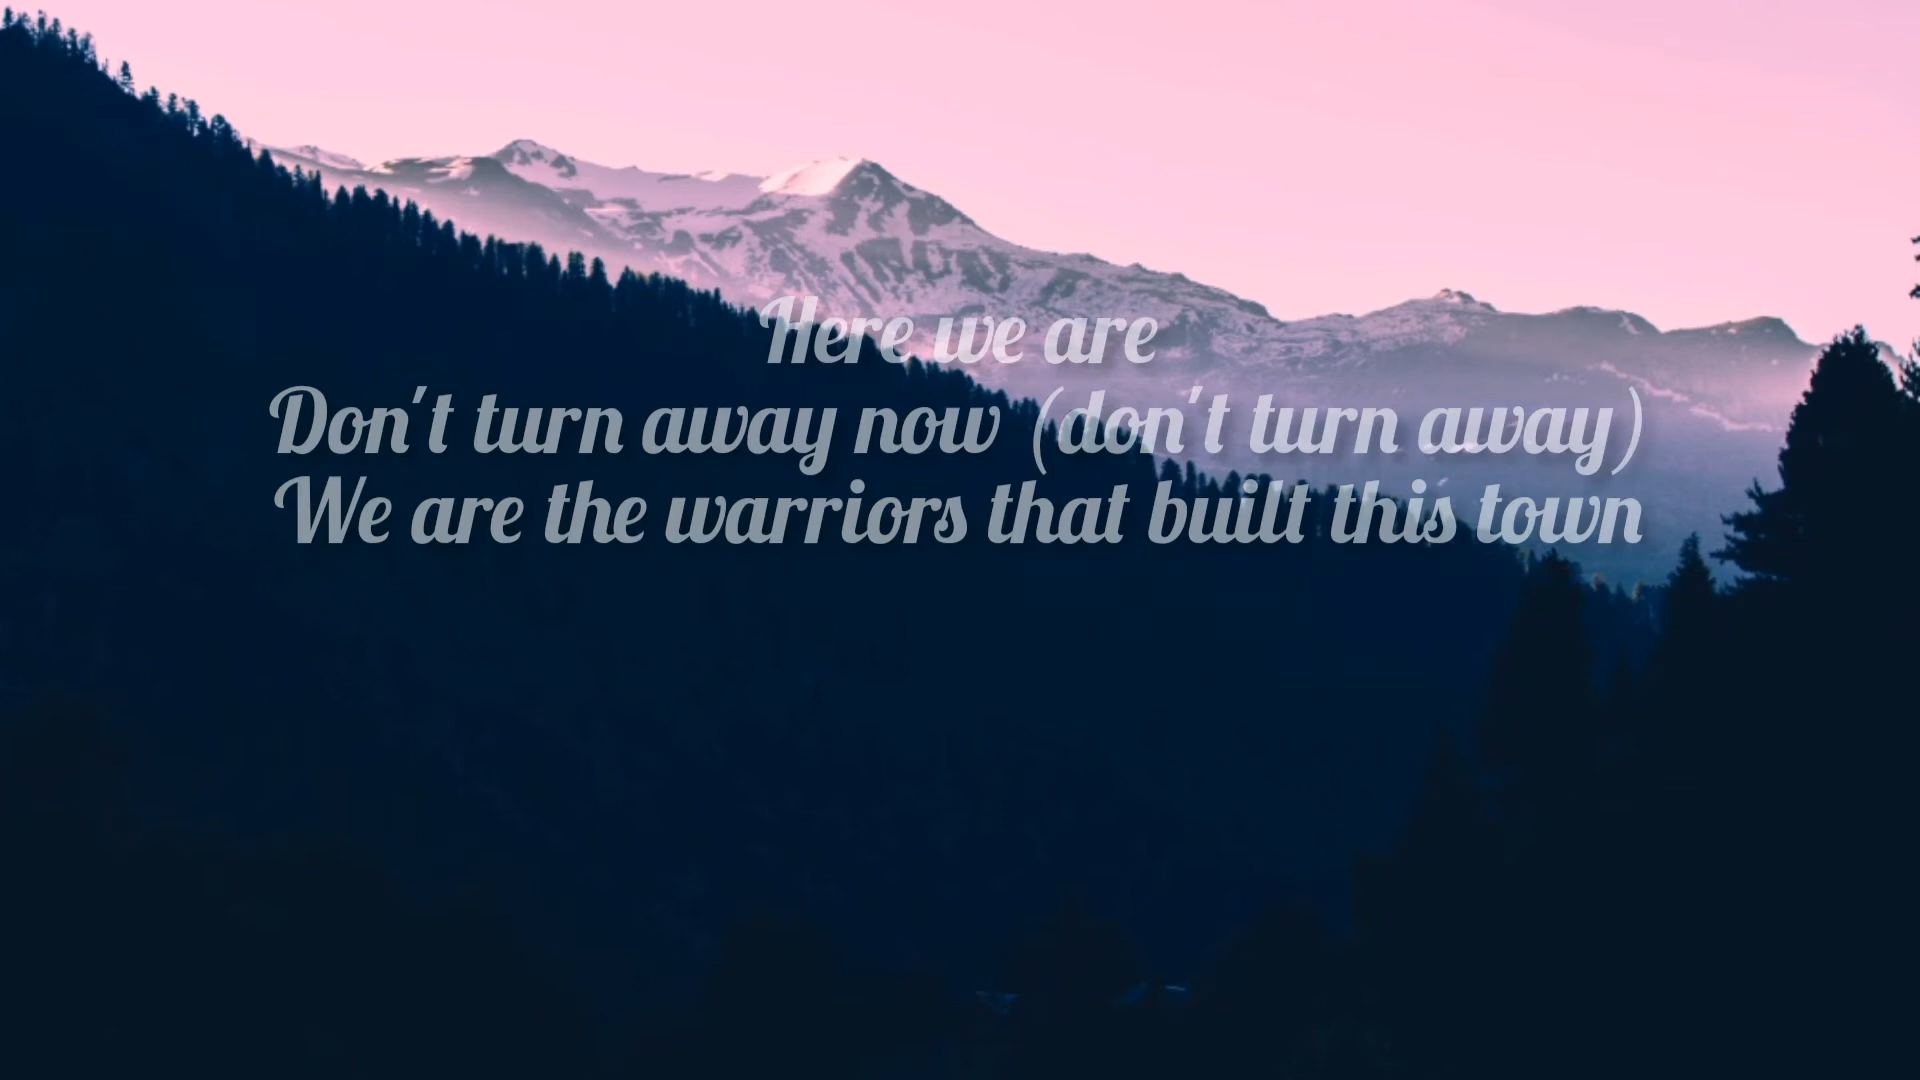 Here we are
Don't turn away now (don't turn away)
We are the warriors that built this town